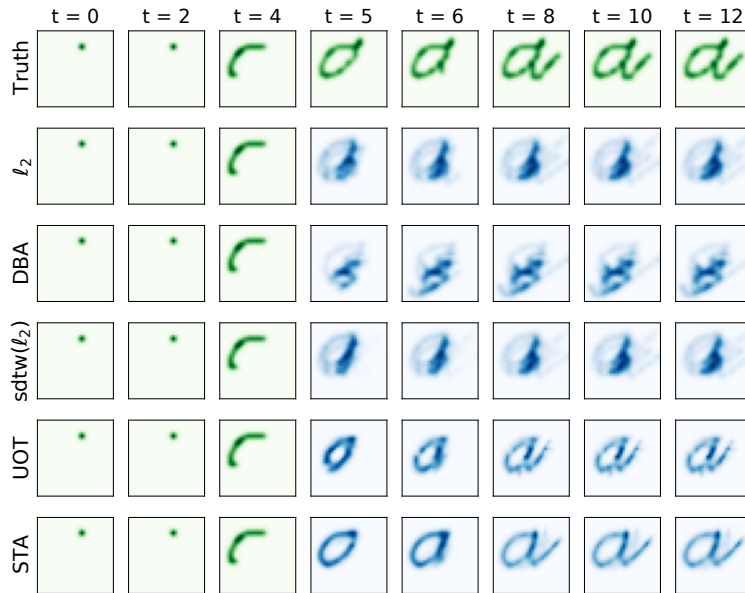 t = 0 t = 2 t = 4 t = 5 t = 6 t = 8 t = 10 t = 12
Truth
ℓ₂
DBA
sdtw(ℓ₂)
UOT
STA